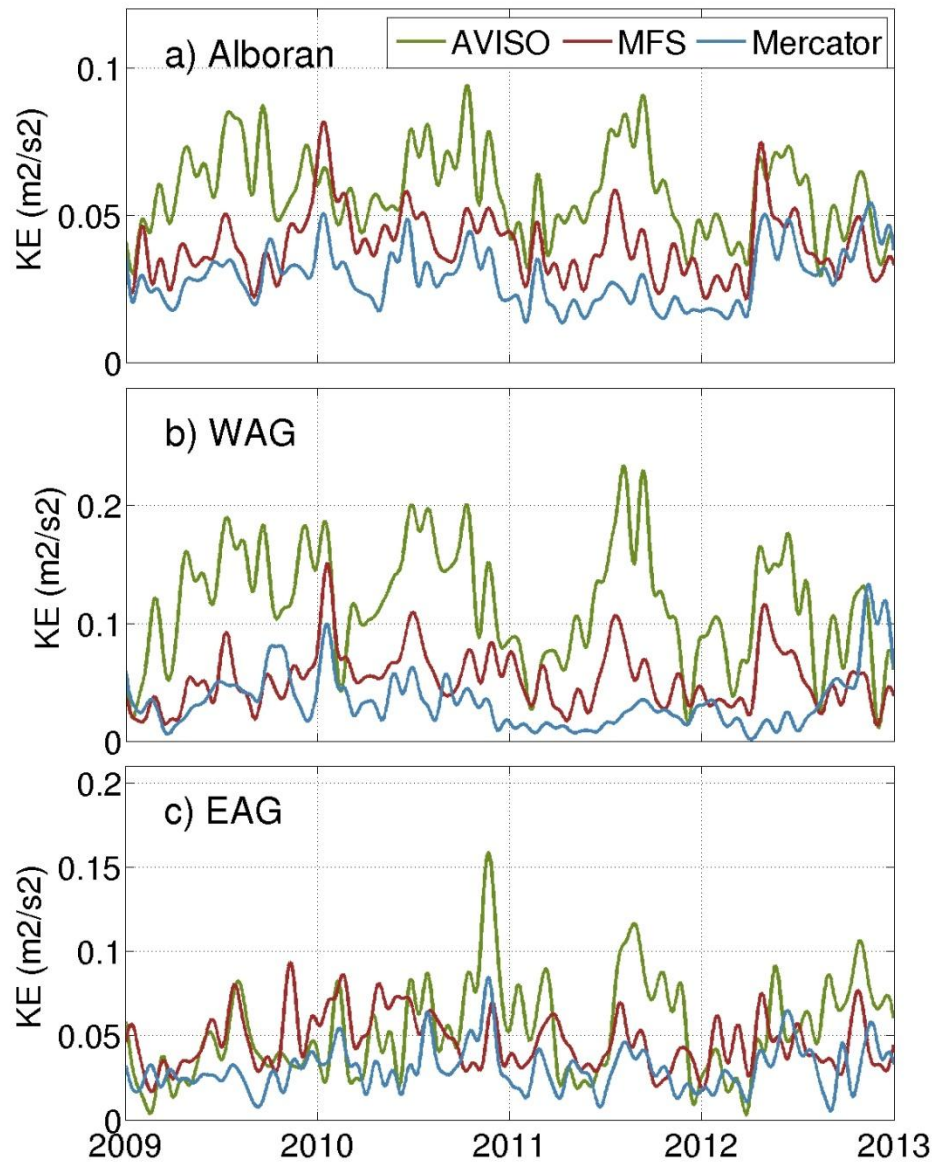 a) Alboran
AVISO MFS Mercator
0.1
0.05
0
KE (m2/s2)
b) WAG
0.2
0.1
0
KE (m2/s2)
c) EAG
0.2
0.15
0.1
0.05
0
KE (m2/s2)
2009 2010 2011 2012 2013